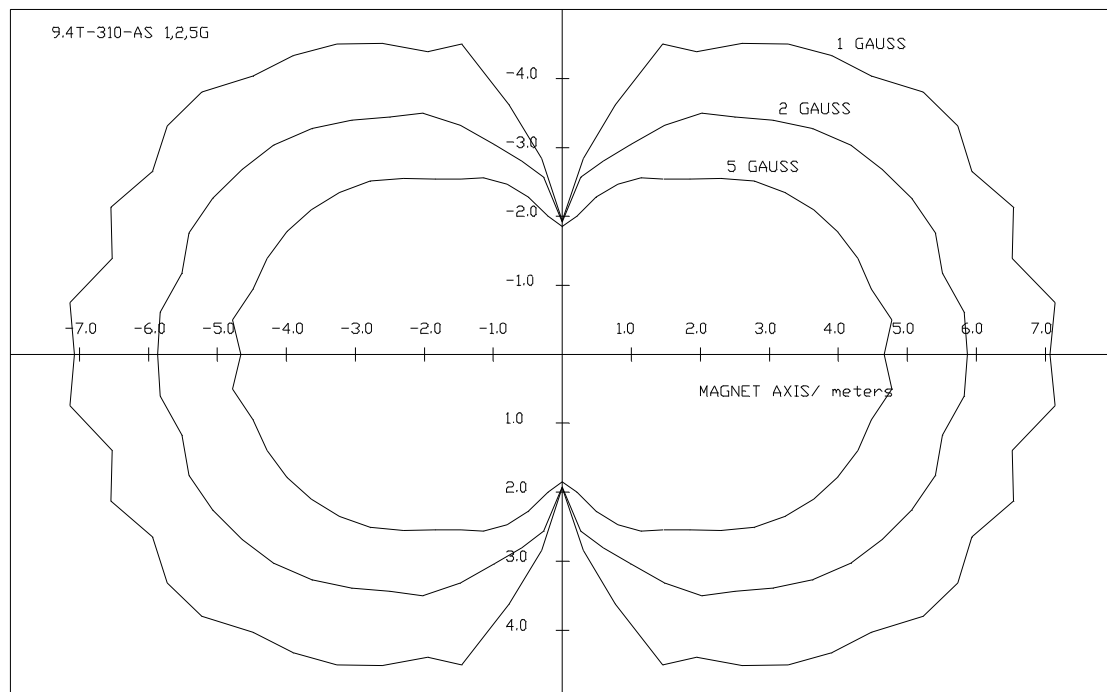 9.4T-310-AS 1,2,5G
1 GAUSS
-4.0
2 GAUSS
-3.0
5 GAUSS
-2.0
-1.0
-7.0 -6.0 -5.0 -4.0 -3.0 -2.0 -1.0 1.0 2.0 3.0 4.0 5.0 6.0 7.0
MAGNET AXIS/ meters
1.0
2.0
3.0
4.0